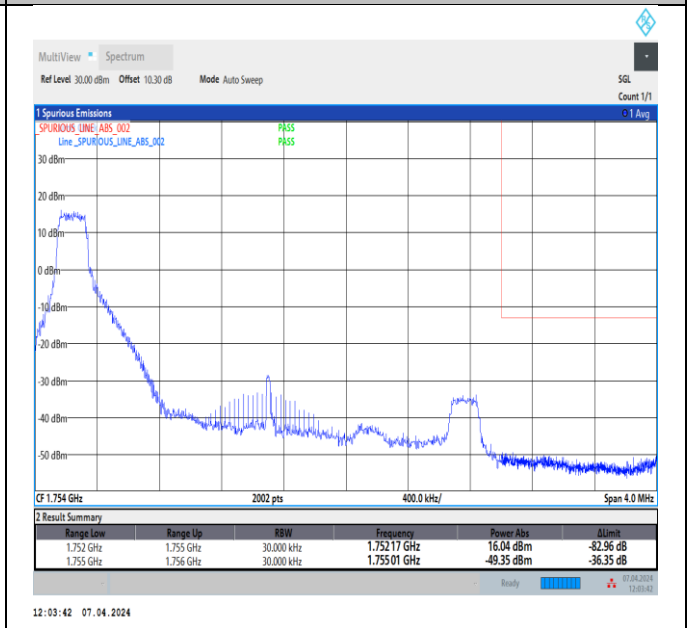 MultiView Spectrum
Ref Level 30.00 dBm Offset 10.30 dB Mode Auto Sweep SGL
Count 1/1
1 Spurious Emissions 1 Avg
_SPURIOUS_LINE_ABS_002 PASS
Line _SPURIOUS_LINE_ABS_002 PASS
30 dBm
20 dBm
10 dBm
0 dBm
-10 dBm
-20 dBm
-30 dBm
-40 dBm
-50 dBm
CF 1.754 GHz 2002 pts 400.0 kHz/ Span 4.0 MHz
2 Result Summary
Range Low Range Up RBW Frequency Power Abs ΔLimit
1.752 GHz 1.755 GHz 30.000 kHz 1.75217 GHz 16.04 dBm -82.96 dB
1.755 GHz 1.756 GHz 30.000 kHz 1.75501 GHz -49.35 dBm -36.35 dB
Ready 07.04.2024
12:03:42
12:03:42 07.04.2024